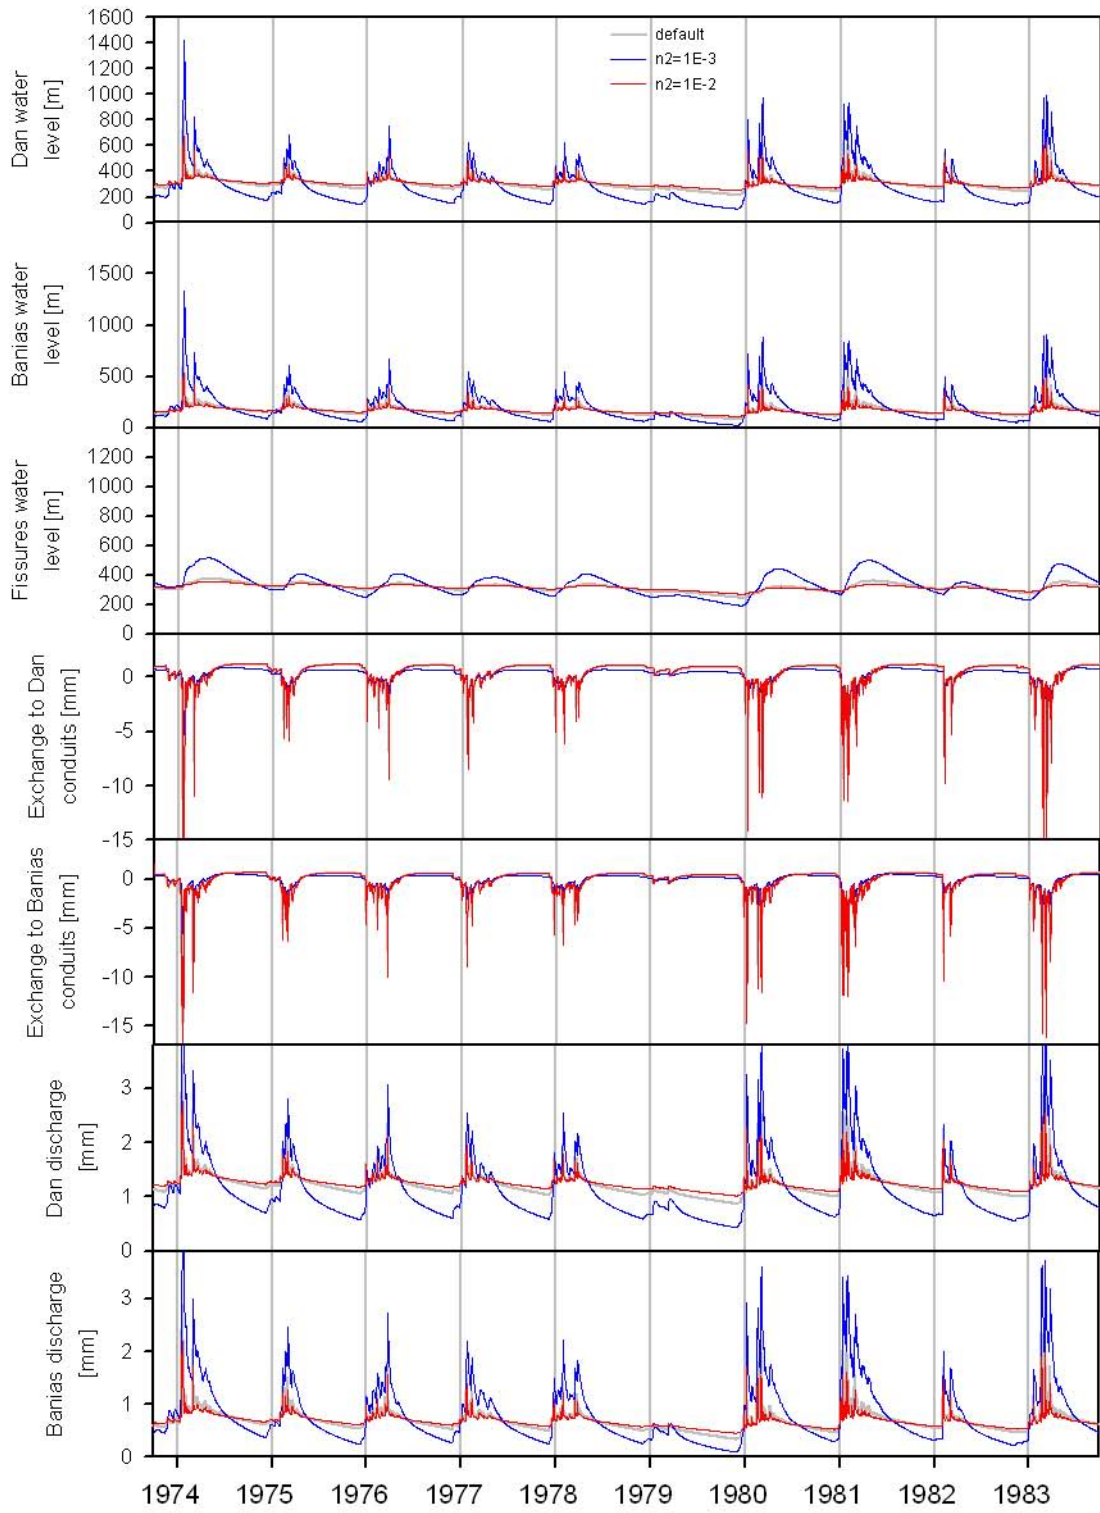 Dan water
level [m]
1600
1400
1200
1000
800
600
400
200
0
default
n2=1E-3
n2=1E-2
Banias water
level [m]
1500
1000
500
0
Fissures water
level [m]
1200
1000
800
600
400
200
0
Exchange to Dan
conduits [mm]
0
-5
-10
-15
Exchange to Banias
conduits [mm]
0
-5
-10
-15
Dan discharge
[mm]
3
2
1
0
Banias discharge
[mm]
3
2
1
0
1974 1975 1976 1977 1978 1979 1980 1981 1982 1983